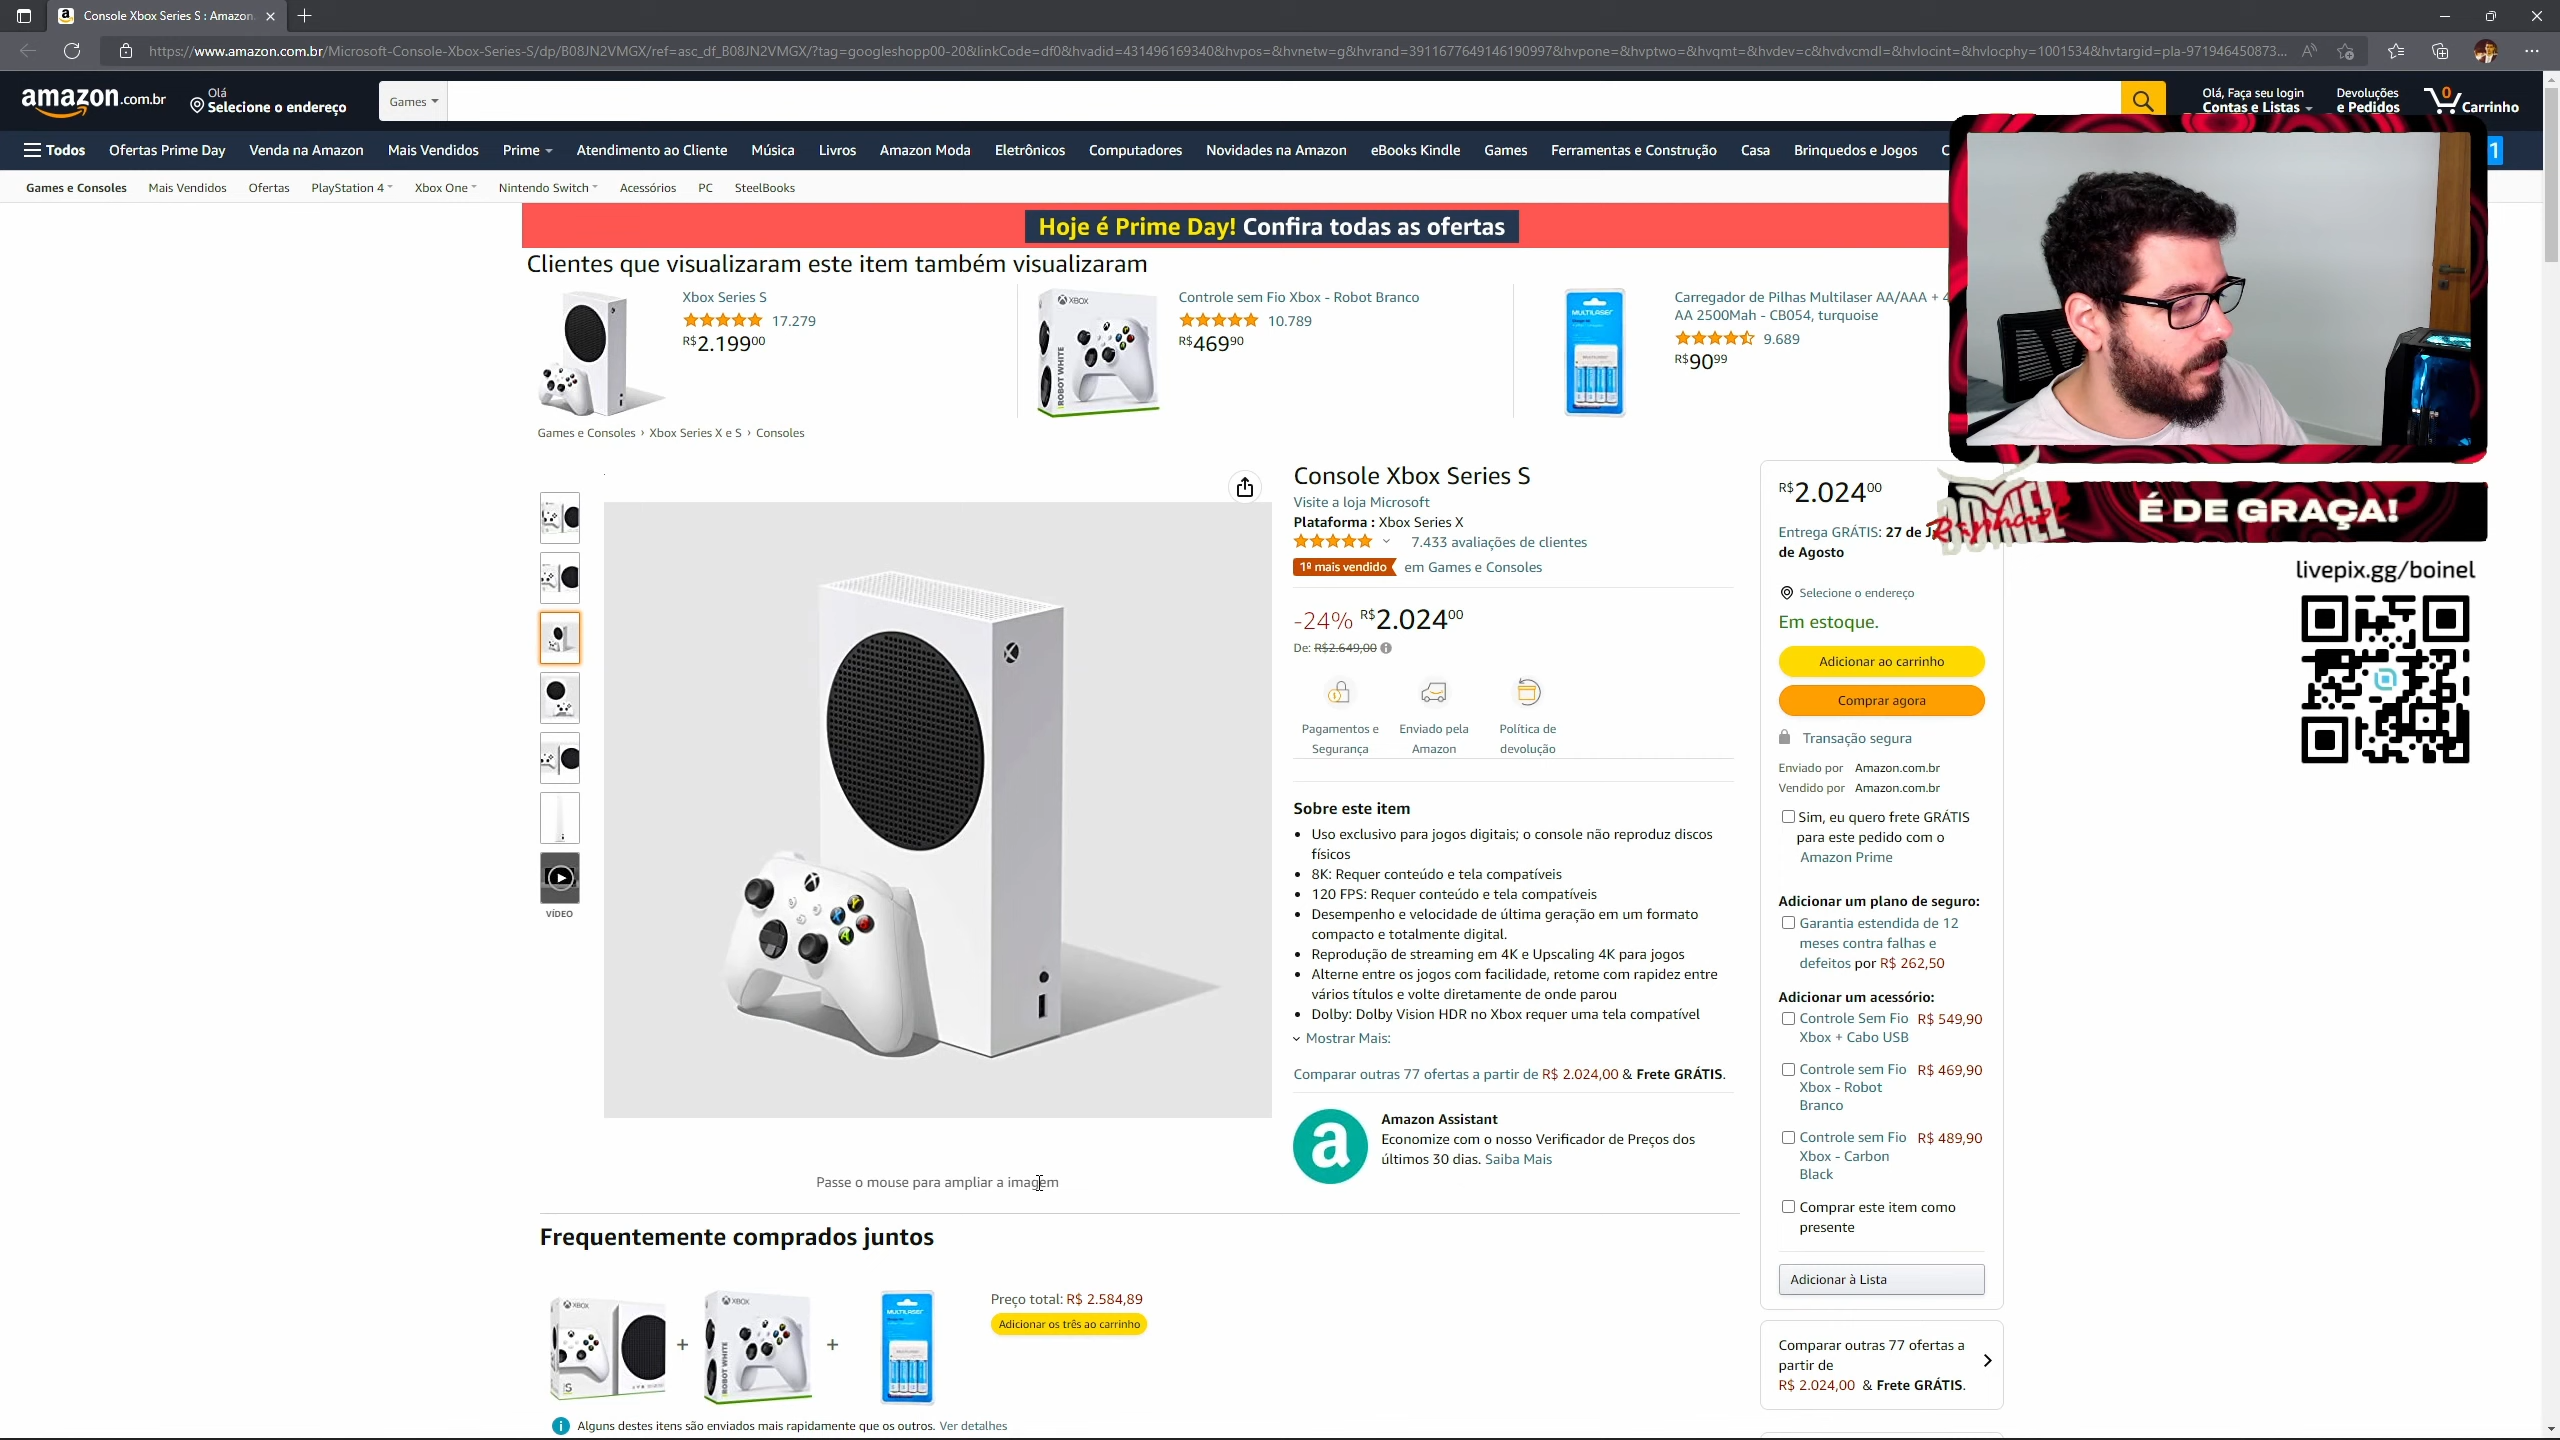 Console Xbox Series S : Amazon.
https://www.amazon.com.br/Microsoft-Console-Xbox-Series-S/dp/B08JN2VMGX/ref=asc_df_B08JN2VMGX/?tag=googleshopp00-20&linkCode=df0&hvadid=431496169340&hvpos=&hvnetw=g&hvrand=3911677649146190997&hvpone=&hvptwo=&hvqmt=&hvdev=c&hvdvcmdl=&hvlocint=&hvlocphy=1001534&hvtargid=pla-971946450873...
amazon.com.br
Olá
Selecione o endereço
Games
Olá, Faça seu login
Contas e Listas
Devoluções
e Pedidos
0
Carrinho
Todos Ofertas Prime Day Venda na Amazon Mais Vendidos Prime Atendimento ao Cliente Música Livros Amazon Moda Eletrônicos Computadores Novidades na Amazon eBooks Kindle Games Ferramentas e Construção Casa Brinquedos e Jogos C
1
Games e Consoles Mais Vendidos Ofertas PlayStation 4 Xbox One Nintendo Switch Acessórios PC SteelBooks
Hoje é Prime Day! Confira todas as ofertas
Clientes que visualizaram este item também visualizaram
Xbox Series S
17.279
R$2.19900
XBOX
ROBOT WHITE
Controle sem Fio Xbox - Robot Branco
10.789
R$46990
MULTILASER
Carregador de Pilhas Multilaser AA/AAA + 4
AA 2500Mah - CB054, turquoise
9.689
R$9099
Games e Consoles › Xbox Series X e S › Consoles
VÍDEO
Y
X
B
A
Passe o mouse para ampliar a imagem
Console Xbox Series S
Visite a loja Microsoft
Plataforma : Xbox Series X
7.433 avaliações de clientes
1º mais vendido em Games e Consoles
-24% R$2.02400
De: R$2.649,00
Pagamentos e
Segurança
Enviado pela
Amazon
Política de
devolução
Sobre este item
• Uso exclusivo para jogos digitais; o console não reproduz discos
físicos
• 8K: Requer conteúdo e tela compatíveis
• 120 FPS: Requer conteúdo e tela compatíveis
• Desempenho e velocidade de última geração em um formato
compacto e totalmente digital.
• Reprodução de streaming em 4K e Upscaling 4K para jogos
• Alterne entre os jogos com facilidade, retome com rapidez entre
vários títulos e volte diretamente de onde parou
• Dolby: Dolby Vision HDR no Xbox requer uma tela compatível
Mostrar Mais:
Comparar outras 77 ofertas a partir de R$ 2.024,00 & Frete GRÁTIS.
a
Amazon Assistant
Economize com o nosso Verificador de Preços dos
últimos 30 dias. Saiba Mais
R$2.02400
Entrega GRÁTIS: 27 de J
de Agosto
Selecione o endereço
Em estoque.
Adicionar ao carrinho
Comprar agora
Transação segura
Enviado por Amazon.com.br
Vendido por Amazon.com.br
Sim, eu quero frete GRÁTIS
para este pedido com o
Amazon Prime
Adicionar um plano de seguro:
Garantia estendida de 12
meses contra falhas e
defeitos por R$ 262,50
Adicionar um acessório:
Controle Sem Fio R$ 549,90
Xbox + Cabo USB
Controle sem Fio R$ 469,90
Xbox - Robot
Branco
Controle sem Fio R$ 489,90
Xbox - Carbon
Black
Comprar este item como
presente
Adicionar à Lista
Comparar outras 77 ofertas a
partir de
R$ 2.024,00 & Frete GRÁTIS.
Raphael
BOINEL
É DE GRAÇA!
livepix.gg/boinel
Frequentemente comprados juntos
XBOX
S
+
XBOX
ROBOT WHITE
+
MULTILASER
Preço total: R$ 2.584,89
Adicionar os três ao carrinho
Alguns destes itens são enviados mais rapidamente que os outros. Ver detalhes